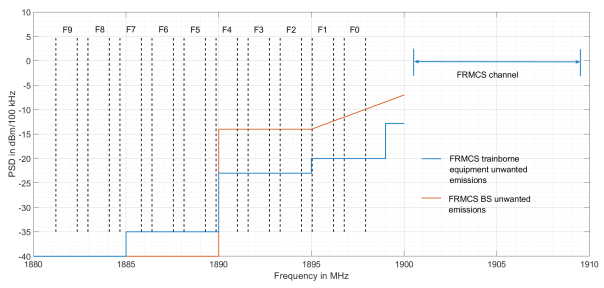 10
F9 F8 F7 F6 F5 F4 F3 F2 F1 F0
5
0
FRMCS channel
-5
-10
-15
-20
-25
-30
-35
-40
PSD in dBm/100 kHz
FRMCS trainborne
equipment unwanted
emissions
FRMCS BS unwanted
emissions
1880 1885 1890 1895 1900 1905 1910
Frequency in MHz